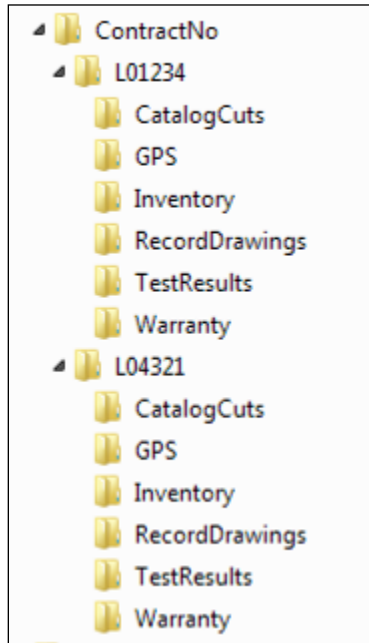 ContractNo
L01234
CatalogCuts
GPS
Inventory
RecordDrawings
TestResults
Warranty
L04321
CatalogCuts
GPS
Inventory
RecordDrawings
TestResults
Warranty